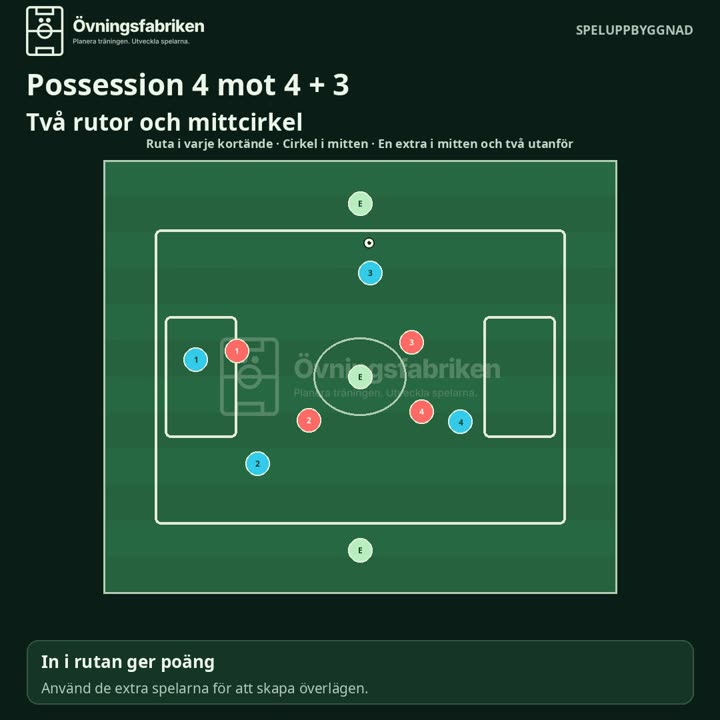 Övningsfabriken
Planera träningen. Utveckla spelarna.
SPELUPPBYGGNAD
Possession 4 mot 4 + 3
Två rutor och mittcirkel
Ruta i varje kortände · Cirkel i mitten · En extra i mitten och två utanför
E
3
1
1
3
Övningsfabriken
E
Planera träningen. Utveckla spelarna.
2
4
4
2
E
In i rutan ger poäng
Använd de extra spelarna för att skapa överlägen.